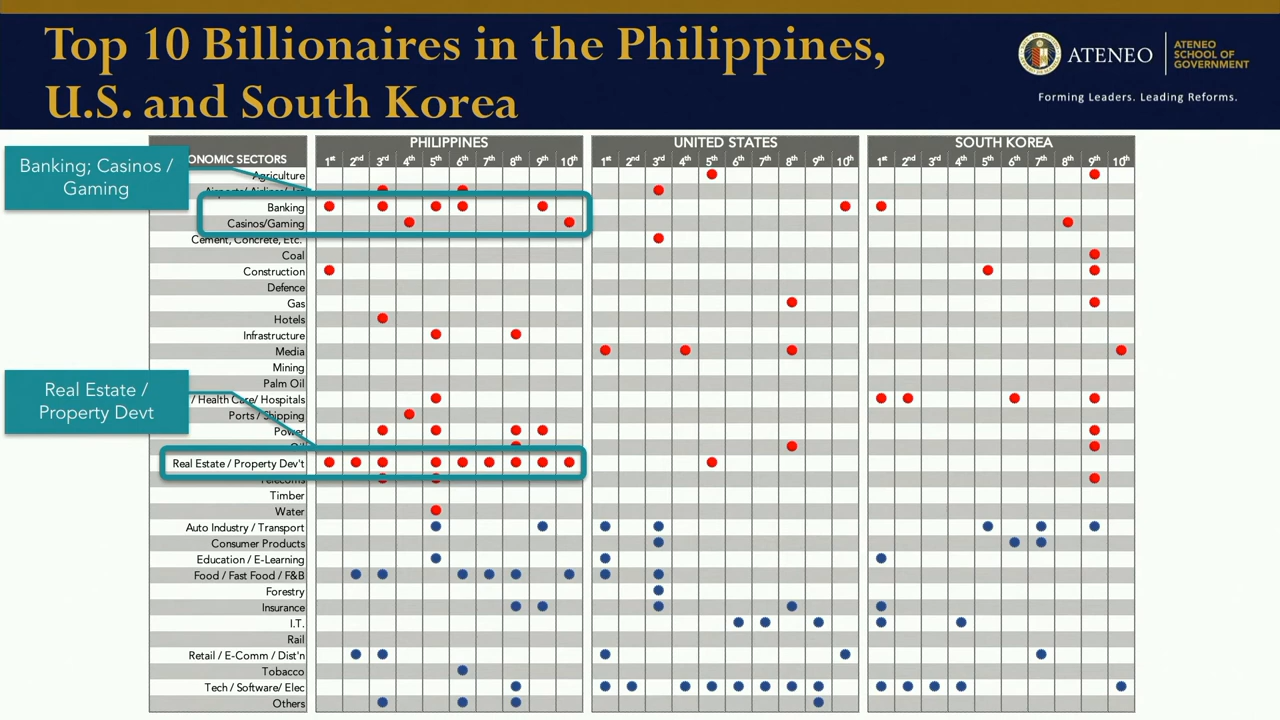 Top 10 Billionaires in the Philippines,
U.S. and South Korea
ATENEO
ATENEO
SCHOOL OF
GOVERNMENT
Forming Leaders. Leading Reforms.
Banking; Casinos /
Gaming
Real Estate /
Property Devt
SECTORS PHILIPPINES UNITED STATES SOUTH KOREA
1st 2nd 3rd 4th 5th 6th 7th 8th 9th 10th 1st 2nd 3rd 4th 5th 6th 7th 8th 9th 10th 1st 2nd 3rd 4th 5th 6th 7th 8th 9th 10th
Agriculture
Banking
Casinos/Gaming
Cement, Concrete, Etc.
Coal
Construction
Defence
Gas
Hotels
Infrastructure
Media
Mining
Palm Oil
/ Health Care/ Hospitals
Ports / Shipping
Power
Oil
Real Estate / Property Dev't
Telecoms
Timber
Water
Auto Industry / Transport
Consumer Products
Education / E-Learning
Food / Fast Food / F&B
Forestry
Insurance
I.T.
Rail
Retail / E-Comm / Dist'n
Tobacco
Tech / Software/ Elec
Others